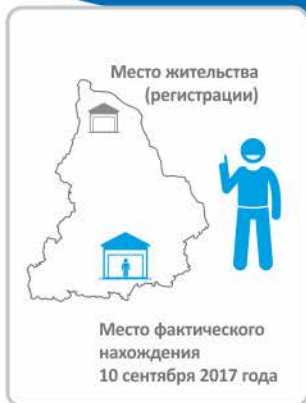 Место жительства
(регистрации)
Место фактического
нахождения
10 сентября 2017 года